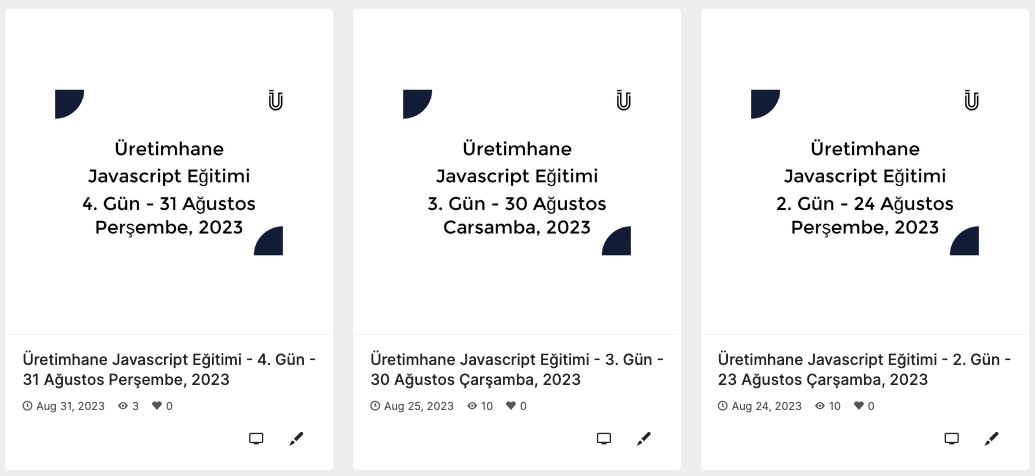 Ü
Üretimhane
Javascript Eğitimi
4. Gün - 31 Ağustos
Perşembe, 2023
Üretimhane Javascript Eğitimi - 4. Gün -
31 Ağustos Perşembe, 2023
Aug 31, 2023 3 0
Ü
Üretimhane
Javascript Eğitimi
3. Gün - 30 Ağustos
Carsamba, 2023
Üretimhane Javascript Eğitimi - 3. Gün -
30 Ağustos Çarşamba, 2023
Aug 25, 2023 10 0
Ü
Üretimhane
Javascript Eğitimi
2. Gün - 24 Ağustos
Perşembe, 2023
Üretimhane Javascript Eğitimi - 2. Gün -
23 Ağustos Çarşamba, 2023
Aug 24, 2023 10 0